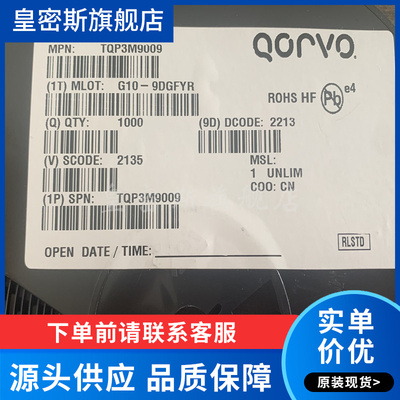 皇密斯旗舰店
MPN: TQP3M9009
QORVO
(1T) MLOT: G10-9DGFYR
ROHS HF Pb e4
(Q) QTY: 1000
(9D) DCODE: 2213
(V) SCODE: 2135
MSL:
1 UNLIM
COO: CN
(1P) SPN: TQP3M9009
OPEN DATE / TIME:
RLSTD
下单前请联系客服
源头供应 品质保障
实单
价优
原装现货>